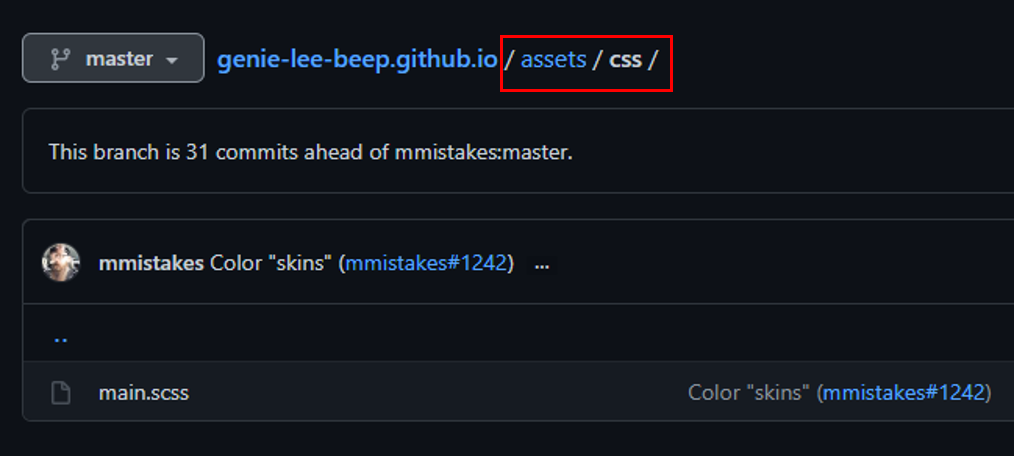 master genie-lee-beep.github.io / assets / css /
This branch is 31 commits ahead of mmistakes:master.
mmistakes Color "skins" (mmistakes#1242) ...
..
main.scss Color "skins" (mmistakes#1242)